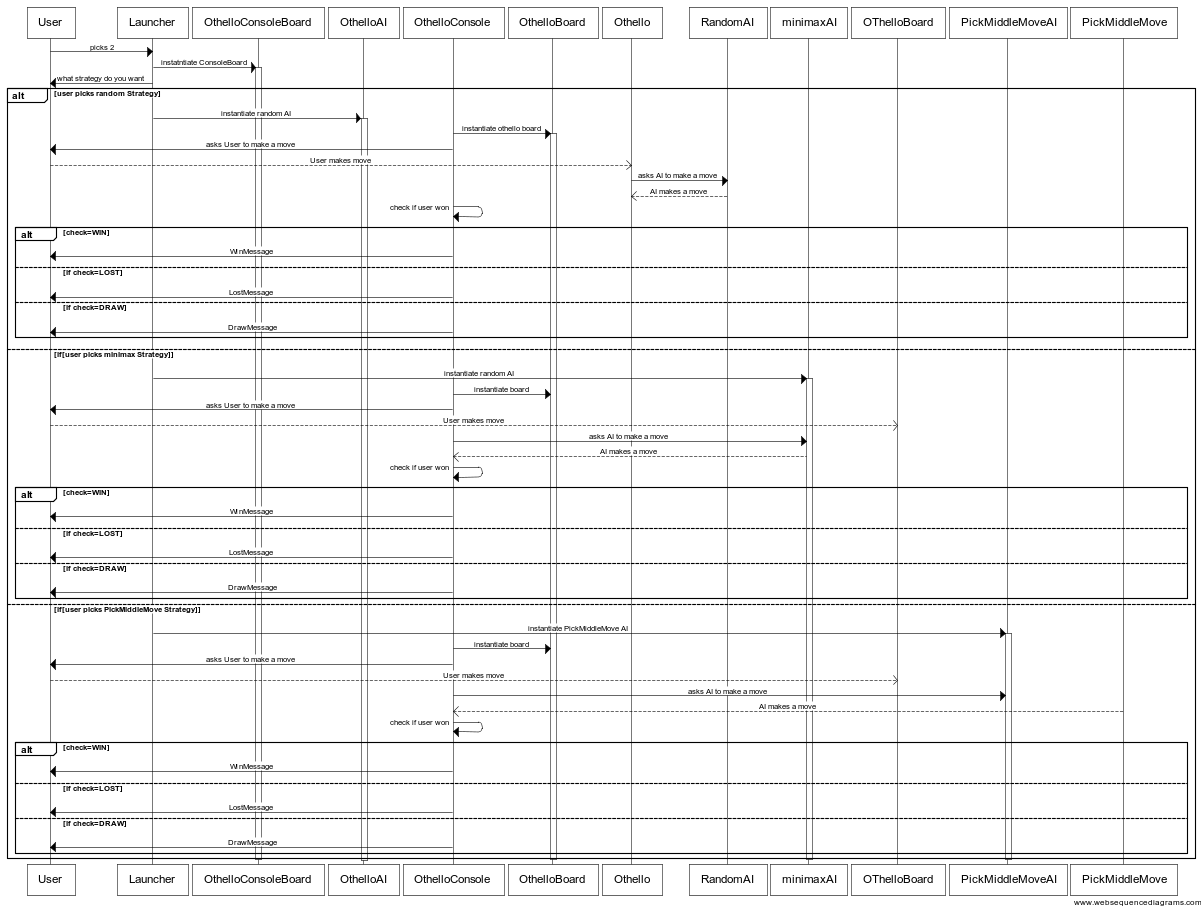 User Launcher OthelloConsoleBoard OthelloAI OthelloConsole OthelloBoard Othello RandomAI minimaxAI OThelloBoard PickMiddleMoveAI PickMiddleMove
picks 2
instatntiate ConsoleBoard
what strategy do you want
alt [user picks random Strategy]
instantiate random AI
instantiate othello board
asks User to make a move
User makes move
asks AI to make a move
AI makes a move
check if user won
alt [check=WIN]
WinMessage
[if check=LOST]
LostMessage
[if check=DRAW]
DrawMessage
[if[user picks minimax Strategy]]
instantiate random AI
instantiate board
asks User to make a move
User makes move
asks AI to make a move
AI makes a move
check if user won
alt [check=WIN]
WinMessage
[if check=LOST]
LostMessage
[if check=DRAW]
DrawMessage
[if[user picks PickMiddleMove Strategy]]
instantiate PickMiddleMove AI
instantiate board
asks User to make a move
User makes move
asks AI to make a move
AI makes a move
check if user won
alt [check=WIN]
WinMessage
[if check=LOST]
LostMessage
[if check=DRAW]
DrawMessage
User Launcher OthelloConsoleBoard OthelloAI OthelloConsole OthelloBoard Othello RandomAI minimaxAI OThelloBoard PickMiddleMoveAI PickMiddleMove
www.websequencediagrams.com